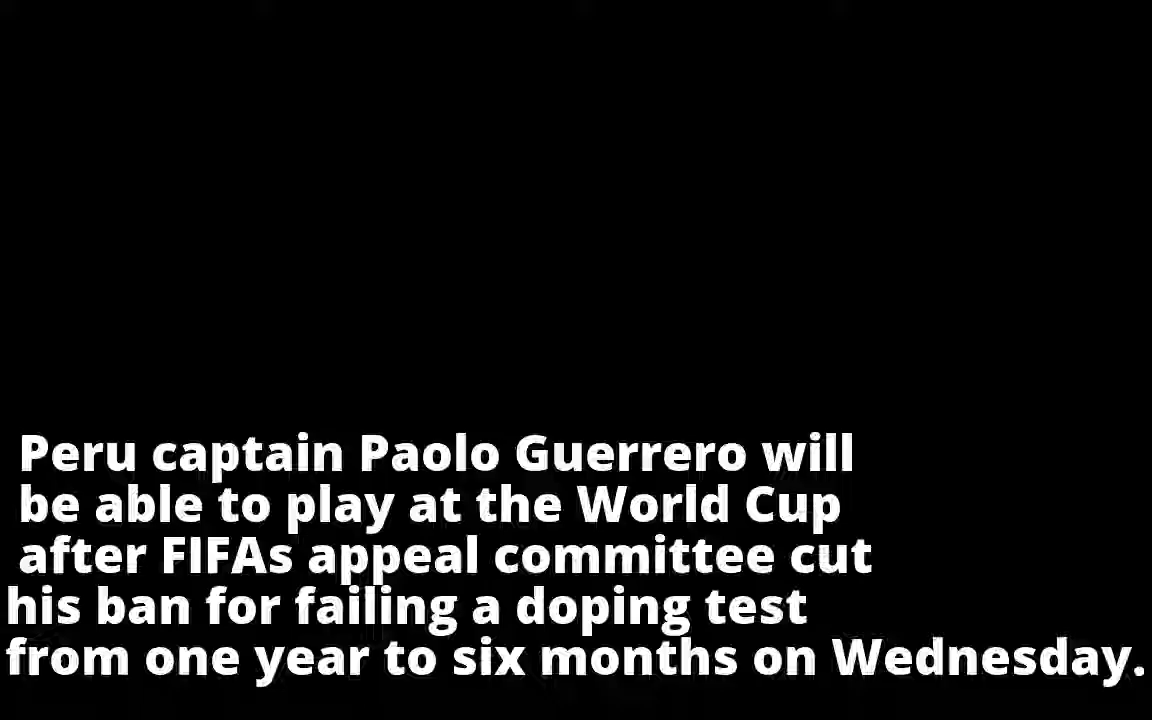 Peru captain Paolo Guerrero will
be able to play at the World Cup
after FIFAs appeal committee cut
his ban for failing a doping test
from one year to six months on Wednesday.